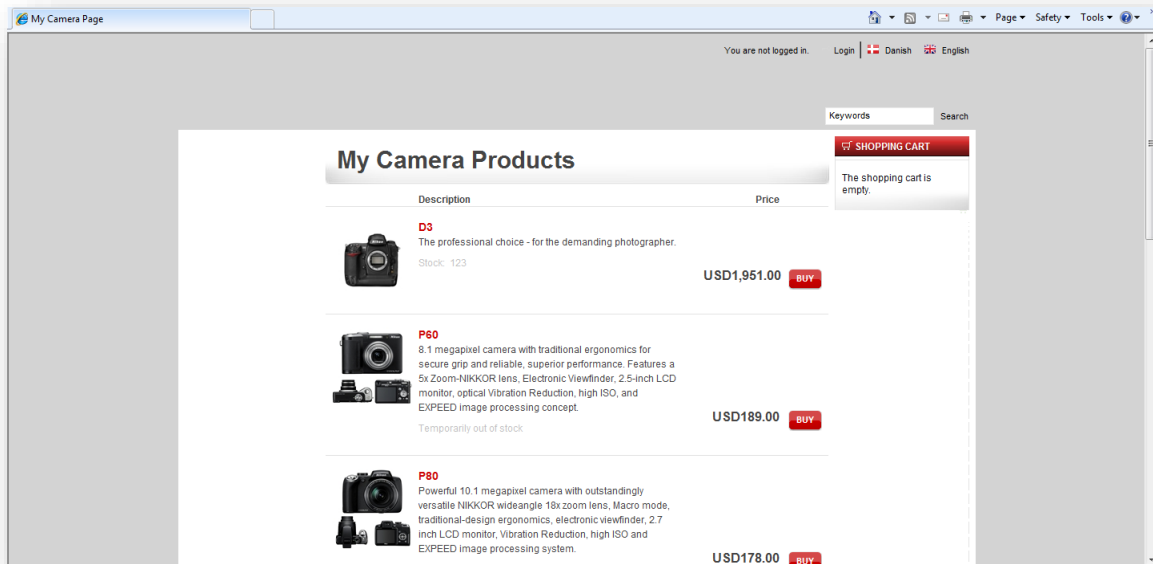 My Camera Page
Page
Safety
Tools
You are not logged in.
Login
Danish
English
Keywords
Search
My Camera Products
SHOPPING CART
The shopping cart is
empty.
Description
Price
D3
The professional choice - for the demanding photographer.
Stock: 123
USD1,951.00
BUY
P60
8.1 megapixel camera with traditional ergonomics for
secure grip and reliable, superior performance. Features a
5x Zoom-NIKKOR lens, Electronic Viewfinder, 2.5-inch LCD
monitor, optical Vibration Reduction, high ISO, and
EXPEED image processing concept.
Temporarily out of stock
USD189.00
BUY
P80
Powerful 10.1 megapixel camera with outstandingly
versatile NIKKOR wideangle 18x zoom lens, Macro mode,
traditional-design ergonomics, electronic viewfinder, 2.7
inch LCD monitor, Vibration Reduction, high ISO and
EXPEED image processing system.
USD178.00
BUY